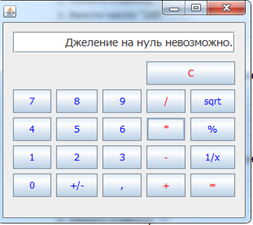 Джеление на нуль невозможно.
C
7 8 9 / sqrt
4 5 6 * %
1 2 3 - 1/x
0 +/- , + =